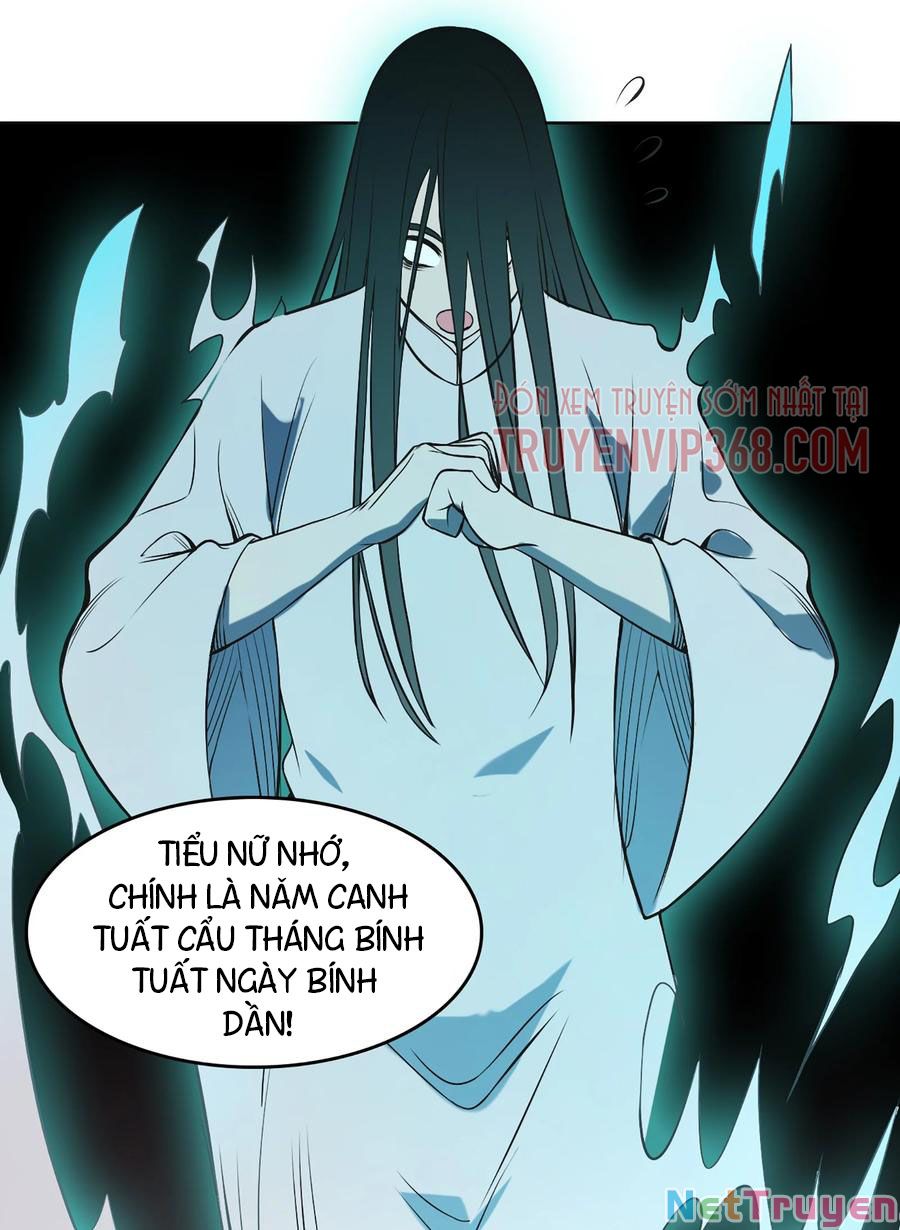 ĐÓN XEM TRUYỆN SỚM NHẤT TẠI
TRUYENVIP368.COM
TIỂU NỮ NHỚ,
CHÍNH LÀ NĂM CANH
TUẤT CẨU THÁNG BÍNH
TUẤT NGÀY BÍNH
DẦN!
NetTruyen